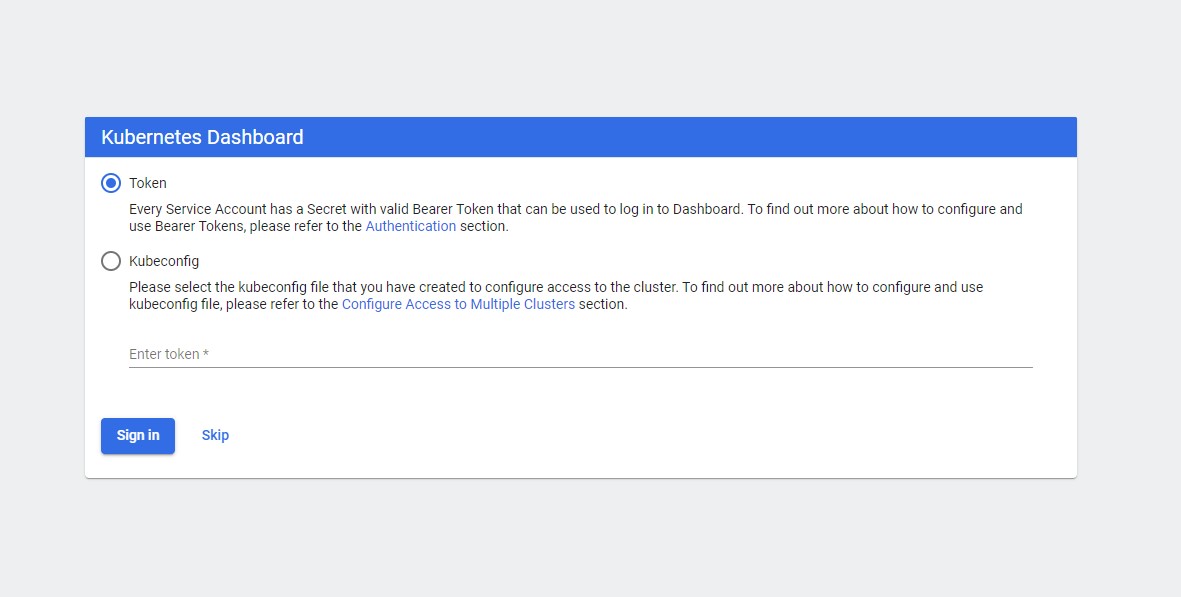 Kubernetes Dashboard
Token
Every Service Account has a Secret with valid Bearer Token that can be used to log in to Dashboard. To find out more about how to configure and
use Bearer Tokens, please refer to the Authentication section.
Kubeconfig
Please select the kubeconfig file that you have created to configure access to the cluster. To find out more about how to configure and use
kubeconfig file, please refer to the Configure Access to Multiple Clusters section.
Enter token *
Sign in Skip